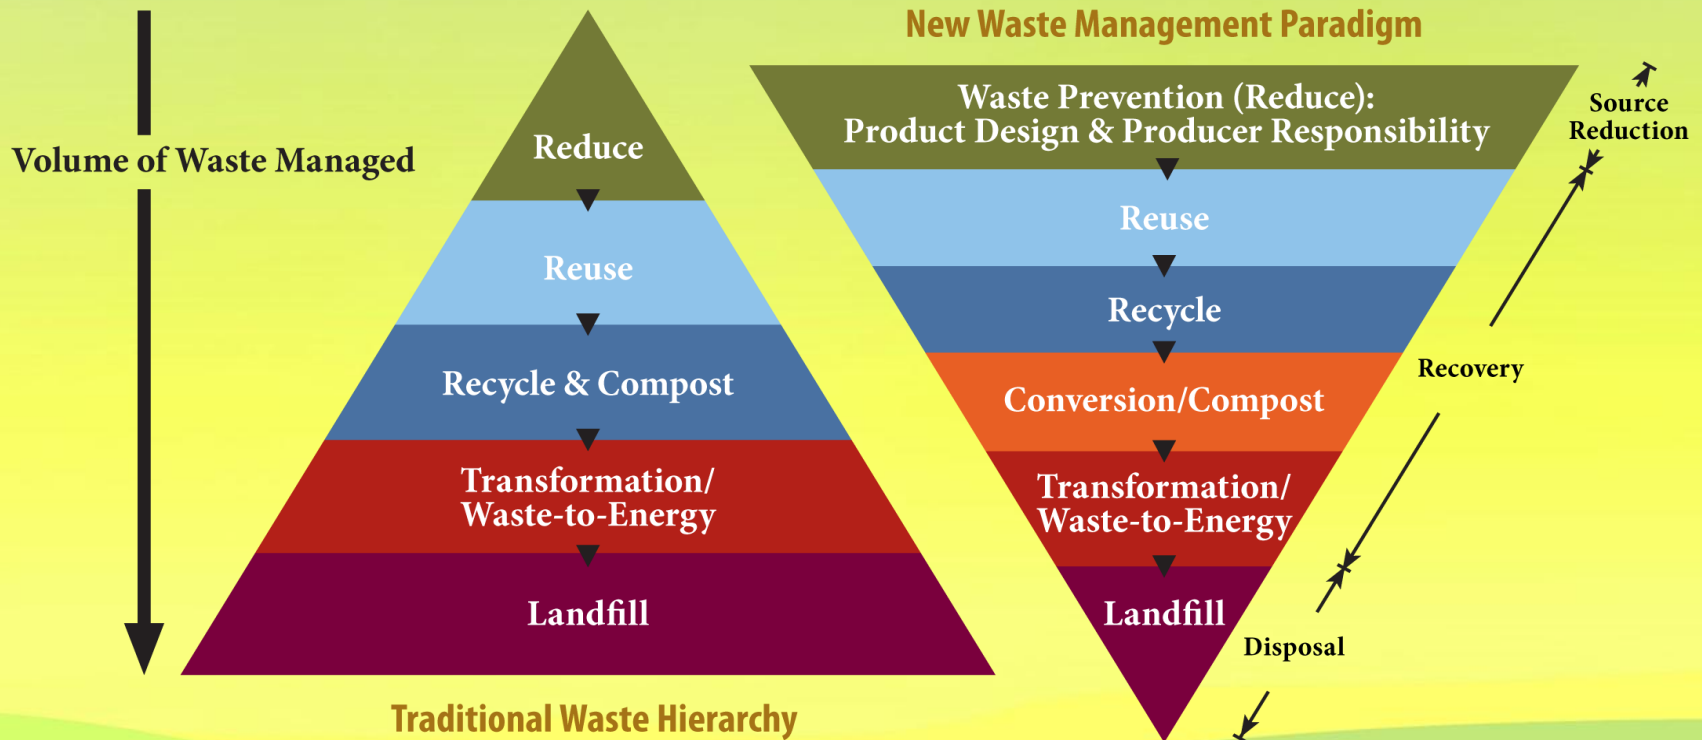 New Waste Management Paradigm
Volume of Waste Managed
Reduce
Reuse
Recycle & Compost
Transformation/
Waste-to-Energy
Landfill
Traditional Waste Hierarchy
Waste Prevention (Reduce):
Product Design & Producer Responsibility
Reuse
Recycle
Conversion/Compost
Transformation/
Waste-to-Energy
Landfill
Source
Reduction
Recovery
Disposal